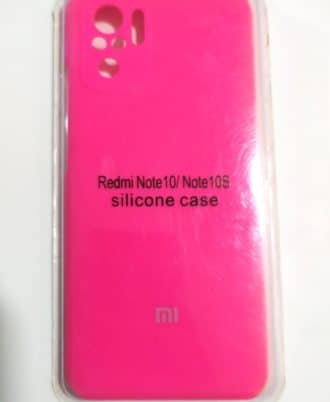 Redmi Note10/ Note10S
silicone case
mi